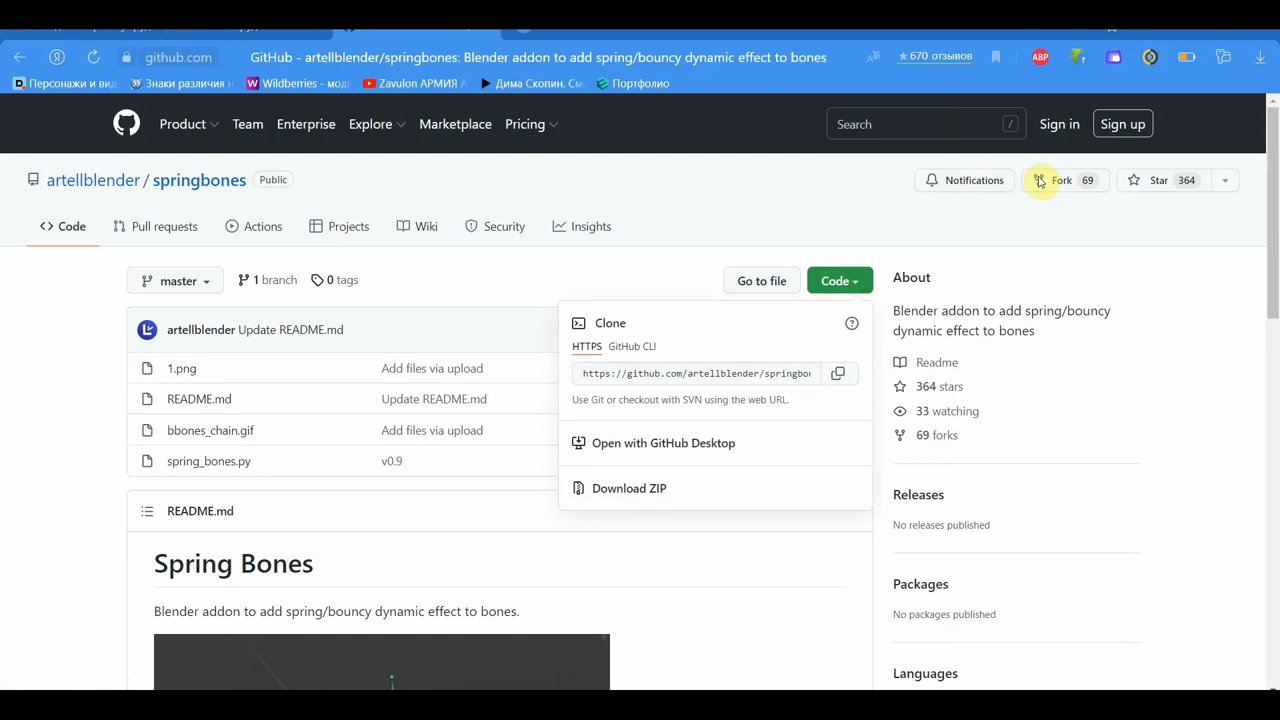 github.com GitHub - artellblender/springbones: Blender addon to add spring/bouncy dynamic effect to bones ★670 отзывов ABP
Персонажи и вид Знаки различия н Wildberries – мод Zavulon АРМИЯ Дима Скопин. См Портфолио
Product Team Enterprise Explore Marketplace Pricing Search / Sign in Sign up
artellblender / springbones Public Notifications Fork 69 Star 364
Code Pull requests Actions Projects Wiki Security Insights
master 1 branch 0 tags Go to file Code
About
Blender addon to add spring/bouncy
dynamic effect to bones
artellblender Update README.md
Clone
HTTPS GitHub CLI
1.png Add files via upload
https://github.com/artellblender/springbor
README.md Update README.md
Use Git or checkout with SVN using the web URL.
bbones_chain.gif Add files via upload
Open with GitHub Desktop
spring_bones.py v0.9
Download ZIP
Readme
364 stars
33 watching
69 forks
Releases
No releases published
README.md
Spring Bones
Blender addon to add spring/bouncy dynamic effect to bones.
Packages
No packages published
Languages